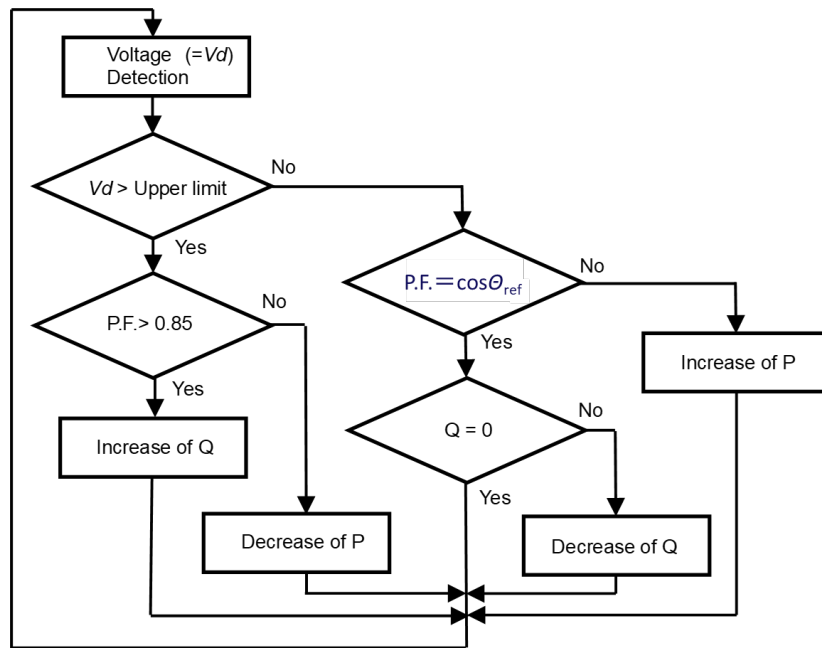 Voltage (=Vd)
Detection
Vd > Upper limit
No
Yes
P.F.＝cosΘref
No
P.F.> 0.85
No
Yes
Increase of P
Yes
Increase of Q
Q = 0
No
Yes
Decrease of P
Decrease of Q